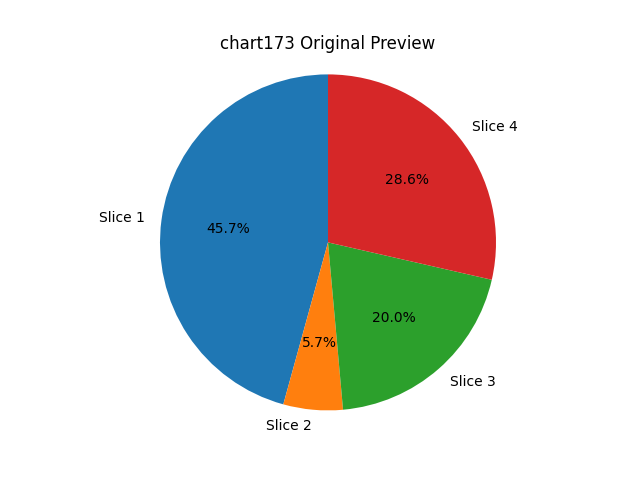 chart173 Original Preview
Slice 4
28.6%
Slice 1
45.7%
20.0%
5.7%
Slice 3
Slice 2